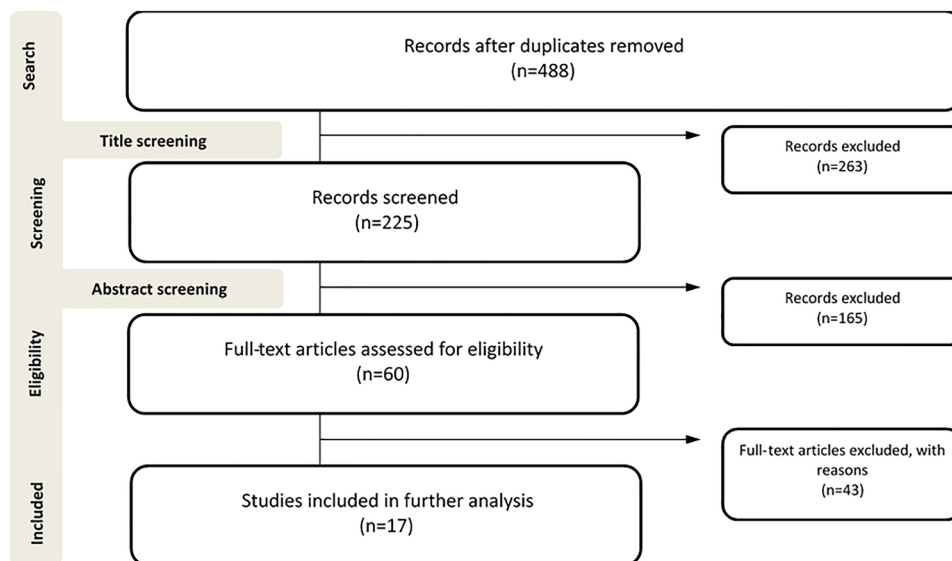 Search
Records after duplicates removed
(n=488)
Title screening
Records excluded
(n=263)
Screening
Records screened
(n=225)
Abstract screening
Records excluded
(n=165)
Eligibility
Full-text articles assessed for eligibility
(n=60)
Full-text articles excluded, with
reasons
(n=43)
Included
Studies included in further analysis
(n=17)